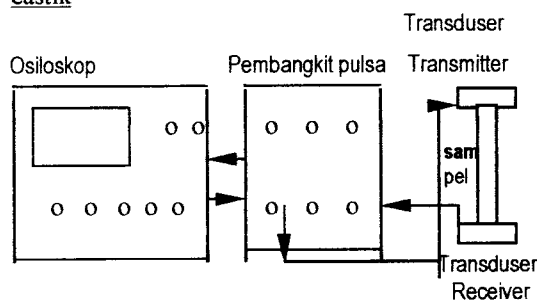 castik
Transduser
Osiloskop Pembangkit pulsa Transmitter
o o o o o
sam
pel
o o o o o o o o
Transduser
Receiver